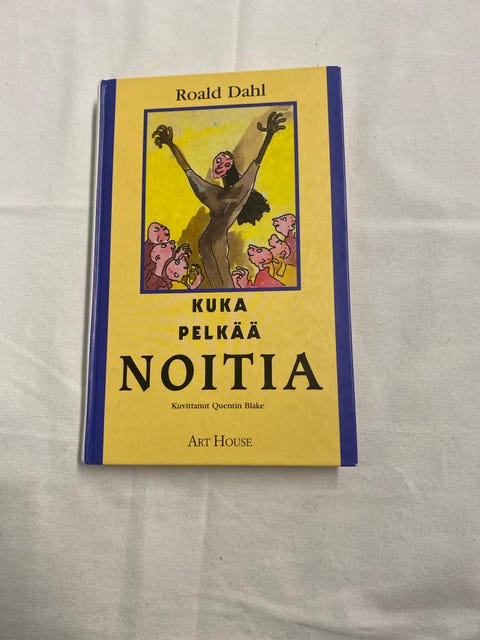 Roald Dahl
KUKA
PELKÄÄ
NOITIA
Kuvittanut Quentin Blake
ART HOUSE